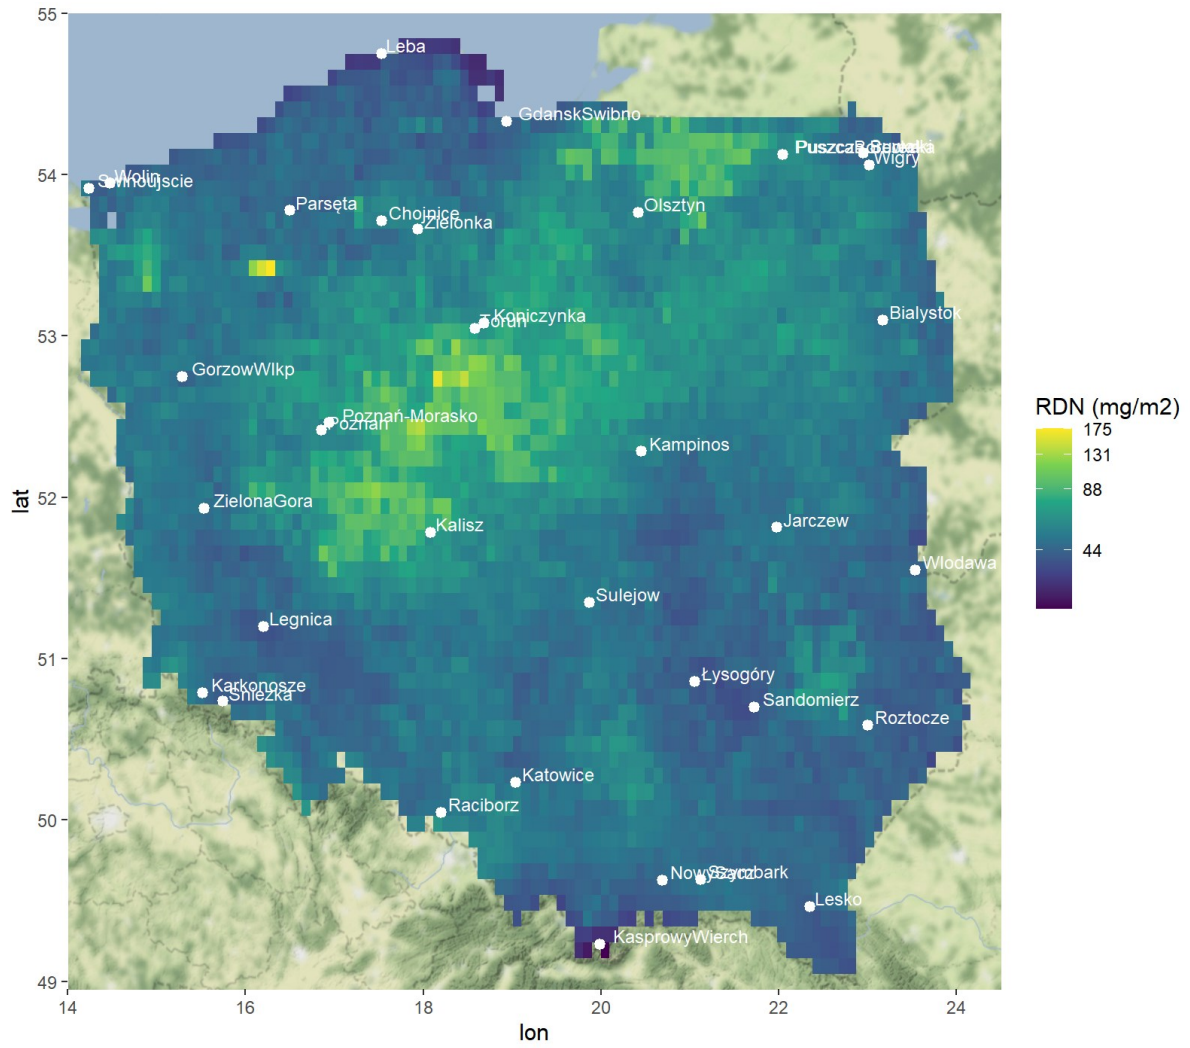 55
Leba
GdanskSwibno
54
Wolin
Swinoujscie
Wigry
Parsęta
Olsztyn
Chojnice
Zielonka
53
Koniczynka
Torun
Bialystok
GorzowWlkp
Poznań-Morasko
Poznan
Kampinos
52
ZielonaGora
Kalisz
Jarczew
Wlodawa
Sulejow
Legnica
51
Karkonosze
Sniezka
Łysogóry
Sandomierz
Roztocze
Katowice
Raciborz
50
NowySacz
Szymbark
Lesko
KasprowyWierch
49
14
16
18
20
22
24
lon
lat
RDN (mg/m2)
175
131
88
44